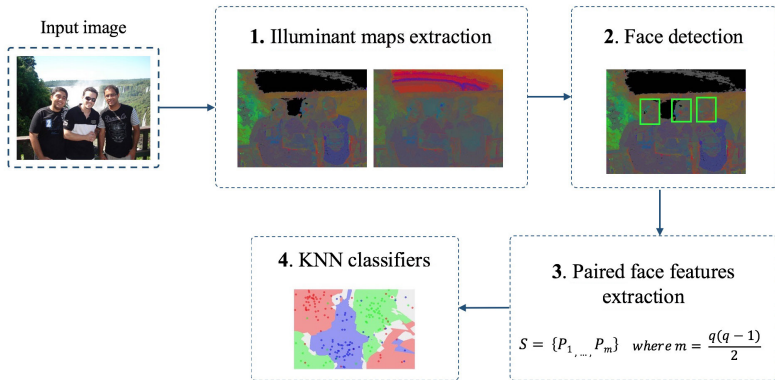 Input image
1. Illuminant maps extraction
2. Face detection
3. Paired face features
extraction
S = {P₁ ,..., Pₘ} where m = q(q − 1) / 2
4. KNN classifiers